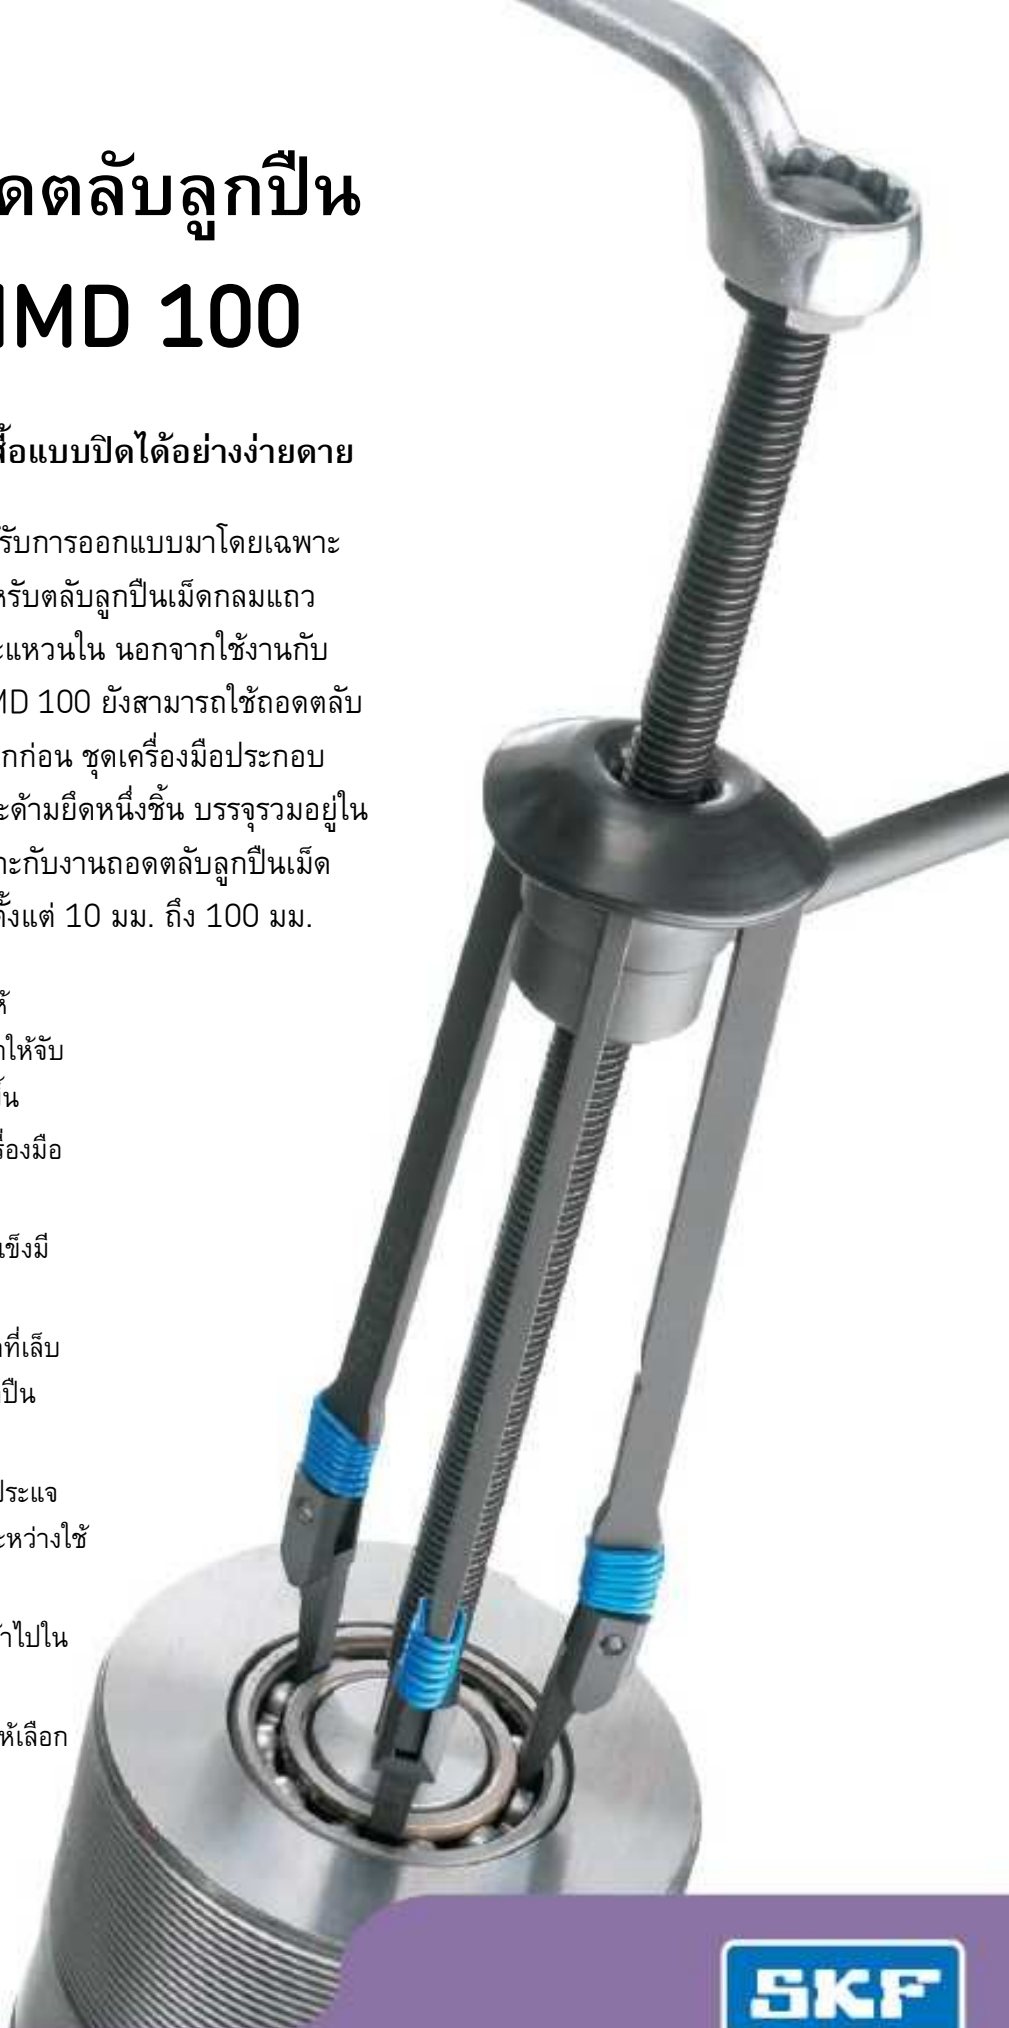 ดตลับลูกปืน
MD 100
สื้อแบบปิดได้อย่างง่ายดาย
รับการออกแบบมาโดยเฉพาะ
หรับตลับลูกปืนเม็ดกลมแถว
ะแหวนใน นอกจากใช้งานกับ
MD 100 ยังสามารถใช้ถอดตลับ
กก่อน ชุดเครื่องมือประกอบ
ะด้ามยึดหนึ่งชิ้น บรรจุรวมอยู่ใน
าะกับงานถอดตลับลูกปืนเม็ด
ตั้งแต่ 10 มม. ถึง 100 มม.
ห้
าให้จับ
ขึ้น
รื่องมือ
แข็งมี
ที่เล็บ
ปืน
ประแจ
ะหว่างใช้
้าไปใน
ห้เลือก
SKF